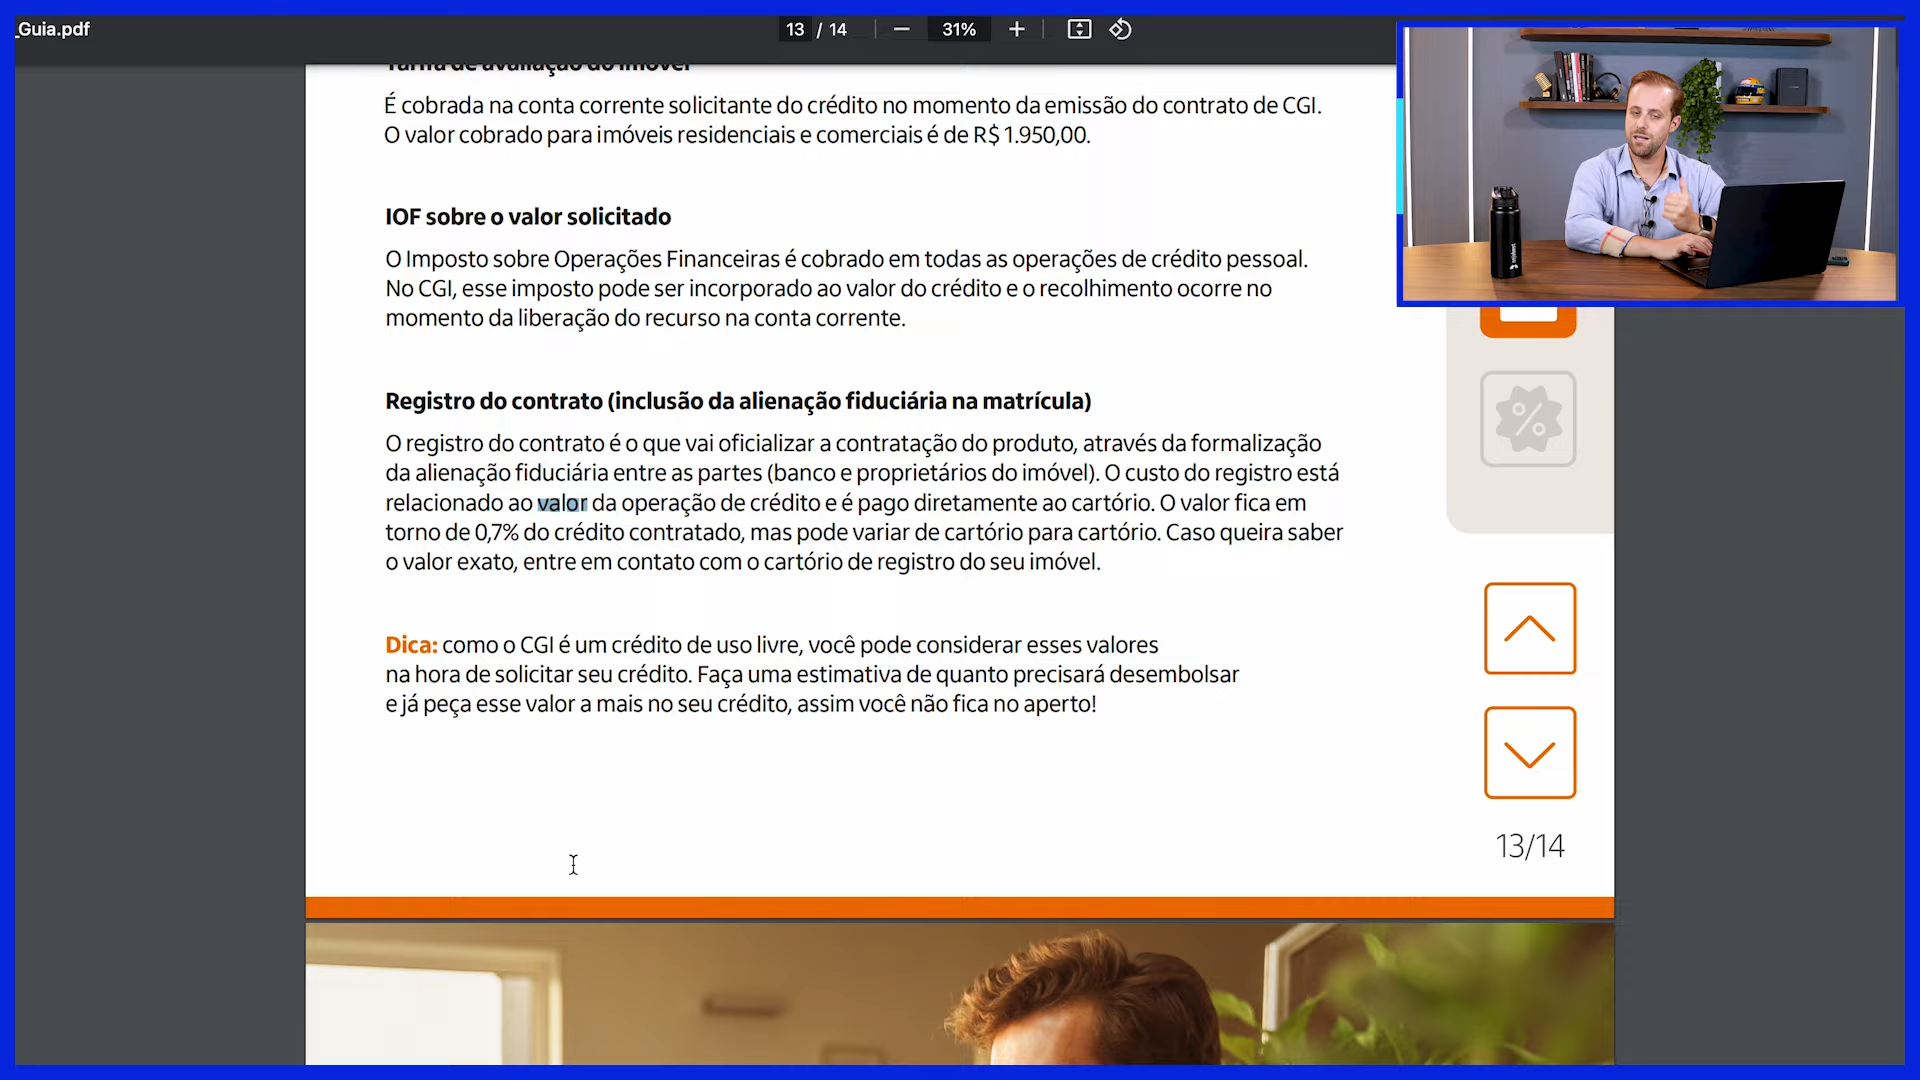 _Guia.pdf
13 / 14
31%
Tarifa de avaliação do imóvel
É cobrada na conta corrente solicitante do crédito no momento da emissão do contrato de CGI.
O valor cobrado para imóveis residenciais e comerciais é de R$ 1.950,00.
IOF sobre o valor solicitado
O Imposto sobre Operações Financeiras é cobrado em todas as operações de crédito pessoal.
No CGI, esse imposto pode ser incorporado ao valor do crédito e o recolhimento ocorre no
momento da liberação do recurso na conta corrente.
Registro do contrato (inclusão da alienação fiduciária na matrícula)
O registro do contrato é o que vai oficializar a contratação do produto, através da formalização
da alienação fiduciária entre as partes (banco e proprietários do imóvel). O custo do registro está
relacionado ao valor da operação de crédito e é pago diretamente ao cartório. O valor fica em
torno de 0,7% do crédito contratado, mas pode variar de cartório para cartório. Caso queira saber
o valor exato, entre em contato com o cartório de registro do seu imóvel.
Dica: como o CGI é um crédito de uso livre, você pode considerar esses valores
na hora de solicitar seu crédito. Faça uma estimativa de quanto precisará desembolsar
e já peça esse valor a mais no seu crédito, assim você não fica no aperto!
%
13/14